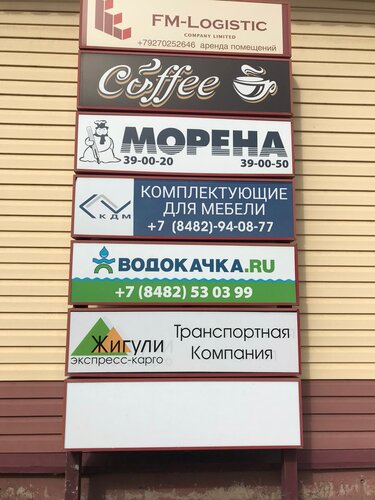 FM-LOGISTIC
COMPANY LIMITED
+79270252646 аренда помещений
Coffee
МОРЕНА
39-00-20 39-00-50
КДМ
КОМПЛЕКТУЮЩИЕ
ДЛЯ МЕБЕЛИ
+7 (8482)-94-08-77
ВОДОКАЧКА.RU
+7 (8482) 53 03 99
Жигули
экспресс-карго
Транспортная
Компания